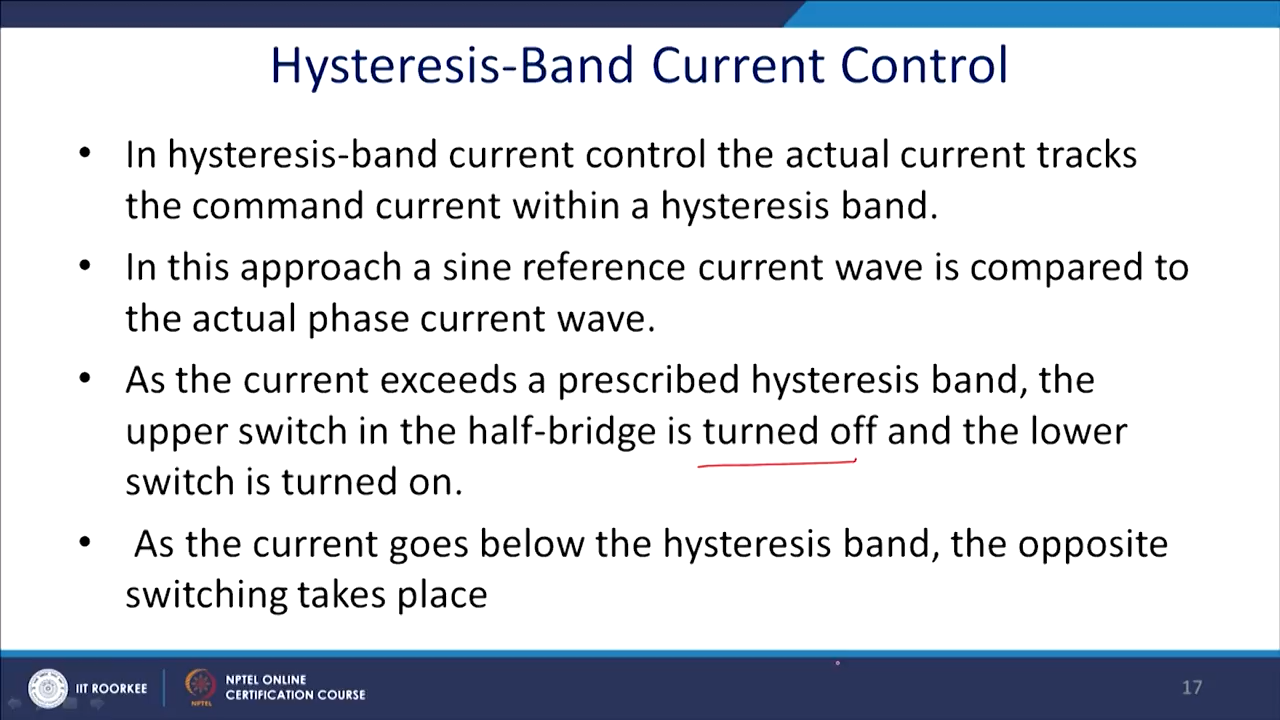 Hysteresis-Band Current Control
• In hysteresis-band current control the actual current tracks
the command current within a hysteresis band.
• In this approach a sine reference current wave is compared to
the actual phase current wave.
• As the current exceeds a prescribed hysteresis band, the
upper switch in the half-bridge is turned off and the lower
switch is turned on.
• As the current goes below the hysteresis band, the opposite
switching takes place
IIT ROORKEE
NPTEL
NPTEL ONLINE
CERTIFICATION COURSE
17